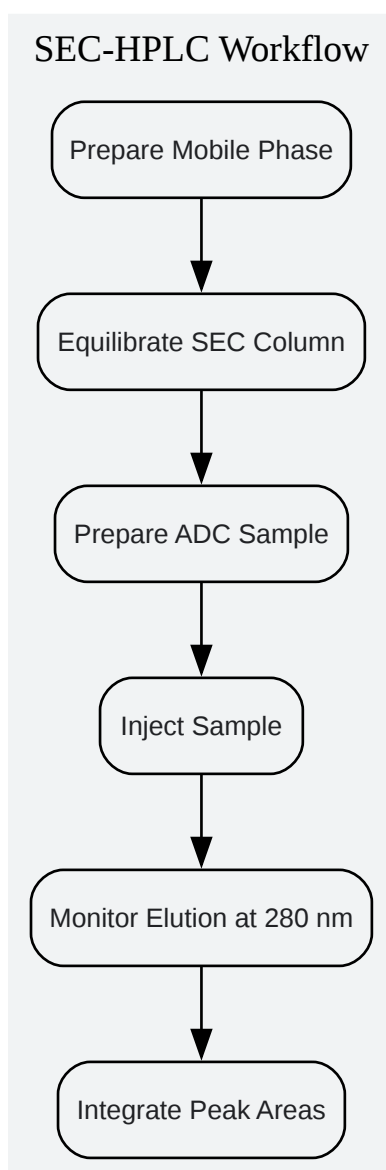 SEC-HPLC Workflow
Prepare Mobile Phase
Equilibrate SEC Column
Prepare ADC Sample
Inject Sample
Monitor Elution at 280 nm
Integrate Peak Areas